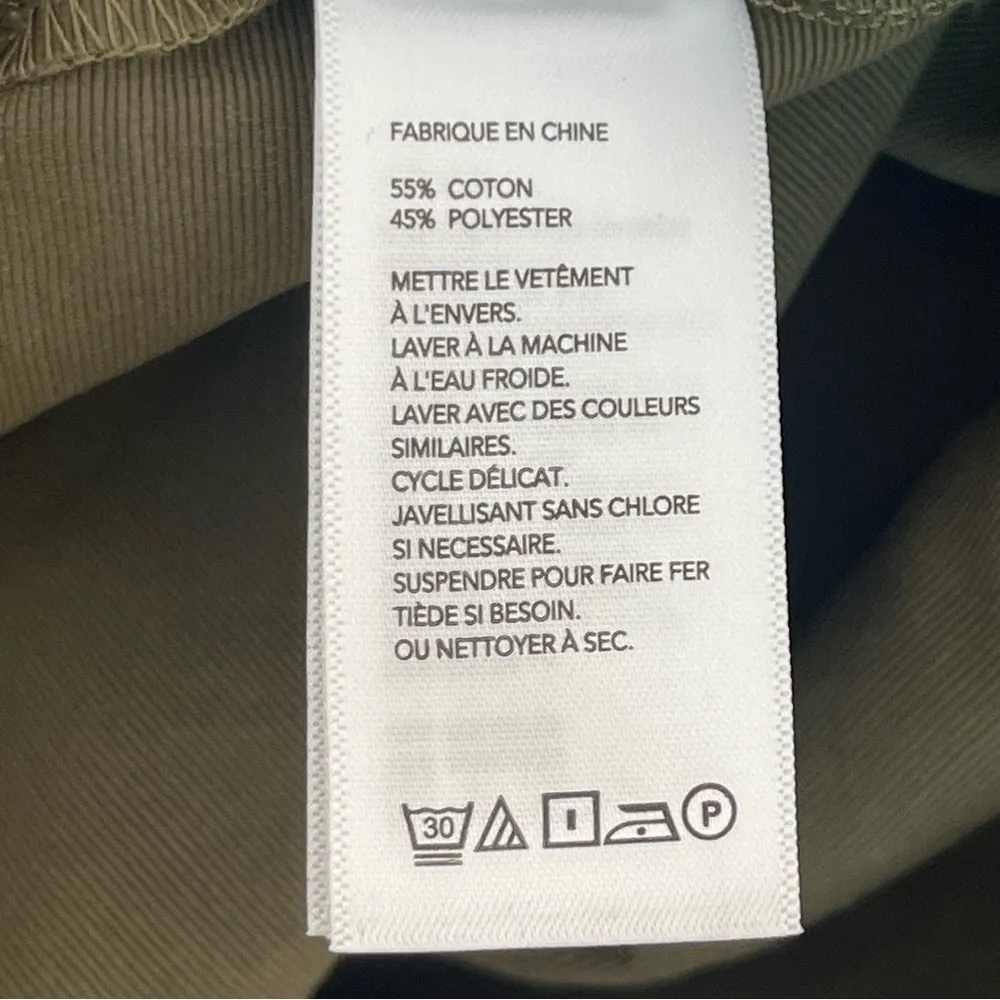 FABRIQUE EN CHINE
55% COTON
45% POLYESTER
METTRE LE VETÊMENT
À L'ENVERS.
LAVER À LA MACHINE
À L'EAU FROIDE.
LAVER AVEC DES COULEURS
SIMILAIRES.
CYCLE DÉLICAT.
JAVELLISANT SANS CHLORE
SI NECESSAIRE.
SUSPENDRE POUR FAIRE FER
TIÈDE SI BESOIN.
OU NETTOYER À SEC.
30 P